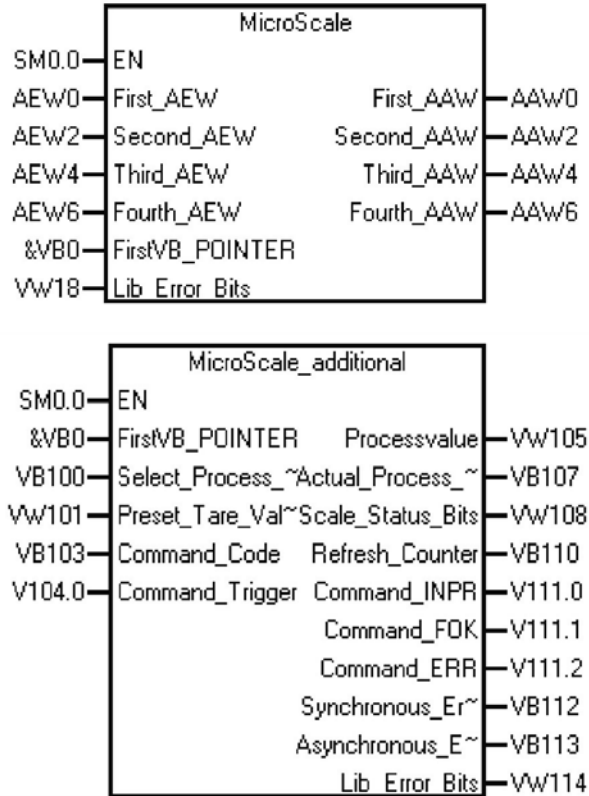 MicroScale
SM0.0 EN
AEW0 First_AEW First_AAW AAW0
AEW2 Second_AEW Second_AAW AAW2
AEW4 Third_AEW Third_AAW AAW4
AEW6 Fourth_AEW Fourth_AAW AAW6
&VB0 FirstVB_POINTER
VW18 Lib_Error_Bits
MicroScale_additional
SM0.0 EN
&VB0 FirstVB_POINTER Processvalue VW105
VB100 Select_Process_~ Actual_Process_~ VB107
VW101 Preset_Tare_Val~ Scale_Status_Bits VW108
VB103 Command_Code Refresh_Counter VB110
V104.0 Command_Trigger Command_INPR V111.0
Command_FOK V111.1
Command_ERR V111.2
Synchronous_Er~ VB112
Asynchronous_E~ VB113
Lib_Error_Bits VW114